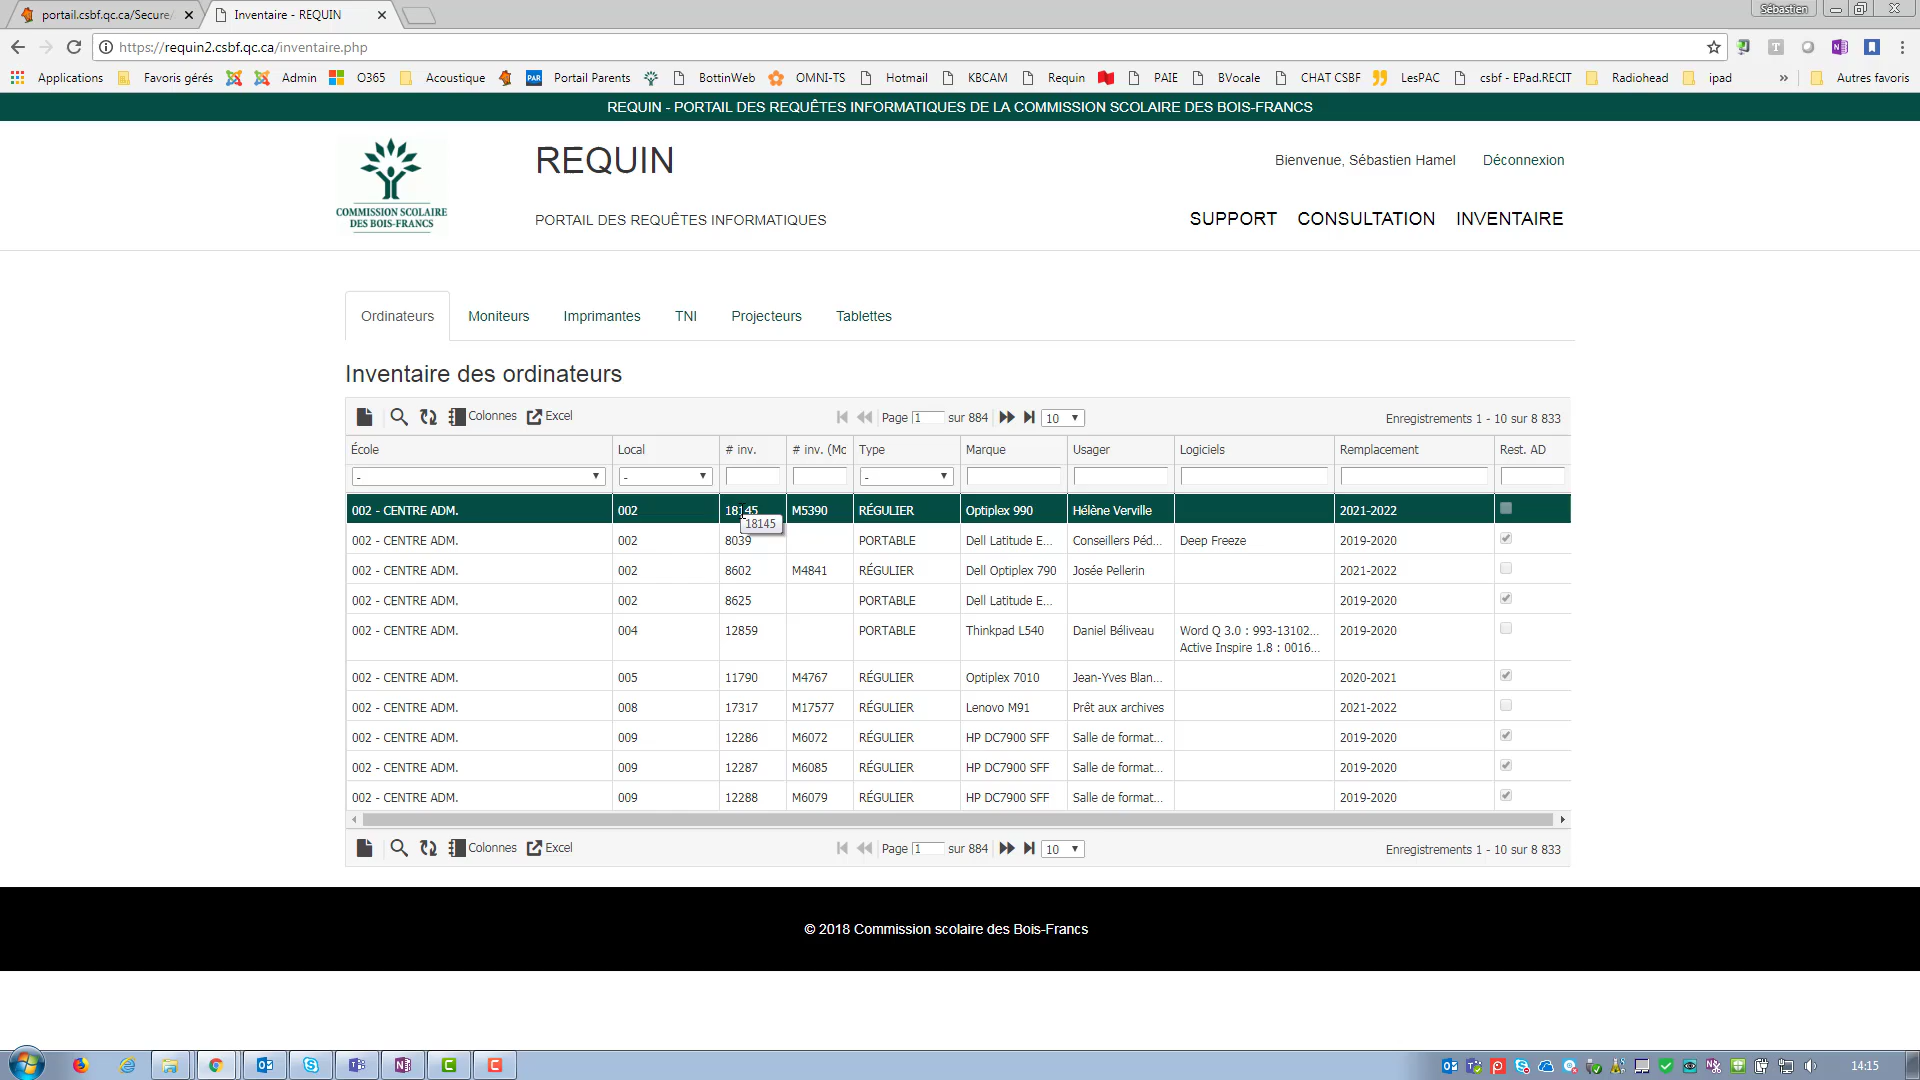 portail.csbf.qc.ca/Secure/
Inventaire - REQUIN
Sébastien
https://requin2.csbf.qc.ca/inventaire.php
Applications Favoris gérés Admin O365 Acoustique PAR Portail Parents BottinWeb OMNI-TS Hotmail KBCAM Requin PAIE BVocale CHAT CSBF LesPAC csbf - EPad.RECIT Radiohead ipad » Autres favoris
REQUIN - PORTAIL DES REQUÊTES INFORMATIQUES DE LA COMMISSION SCOLAIRE DES BOIS-FRANCS
COMMISSION SCOLAIRE
DES BOIS-FRANCS
REQUIN
Bienvenue, Sébastien Hamel Déconnexion
PORTAIL DES REQUÊTES INFORMATIQUES
SUPPORT CONSULTATION INVENTAIRE
Ordinateurs Moniteurs Imprimantes TNI Projecteurs Tablettes
Inventaire des ordinateurs
Colonnes Excel Page 1 sur 884 10 Enregistrements 1 - 10 sur 8 833
École Local # inv. # inv. (Mc Type Marque Usager Logiciels Remplacement Rest. AD
- - -
002 - CENTRE ADM. 002 18145 M5390 RÉGULIER Optiplex 990 Hélène Verville 2021-2022
18145
002 - CENTRE ADM. 002 8039 PORTABLE Dell Latitude E... Conseillers Péd... Deep Freeze 2019-2020
002 - CENTRE ADM. 002 8602 M4841 RÉGULIER Dell Optiplex 790 Josée Pellerin 2021-2022
002 - CENTRE ADM. 002 8625 PORTABLE Dell Latitude E... 2019-2020
002 - CENTRE ADM. 004 12859 PORTABLE Thinkpad L540 Daniel Béliveau Word Q 3.0 : 993-13102... 2019-2020
Active Inspire 1.8 : 0016...
002 - CENTRE ADM. 005 11790 M4767 RÉGULIER Optiplex 7010 Jean-Yves Blan... 2020-2021
002 - CENTRE ADM. 008 17317 M17577 RÉGULIER Lenovo M91 Prêt aux archives 2021-2022
002 - CENTRE ADM. 009 12286 M6072 RÉGULIER HP DC7900 SFF Salle de format... 2019-2020
002 - CENTRE ADM. 009 12287 M6085 RÉGULIER HP DC7900 SFF Salle de format... 2019-2020
002 - CENTRE ADM. 009 12288 M6079 RÉGULIER HP DC7900 SFF Salle de format... 2019-2020
Colonnes Excel Page 1 sur 884 10 Enregistrements 1 - 10 sur 8 833
© 2018 Commission scolaire des Bois-Francs
14:15